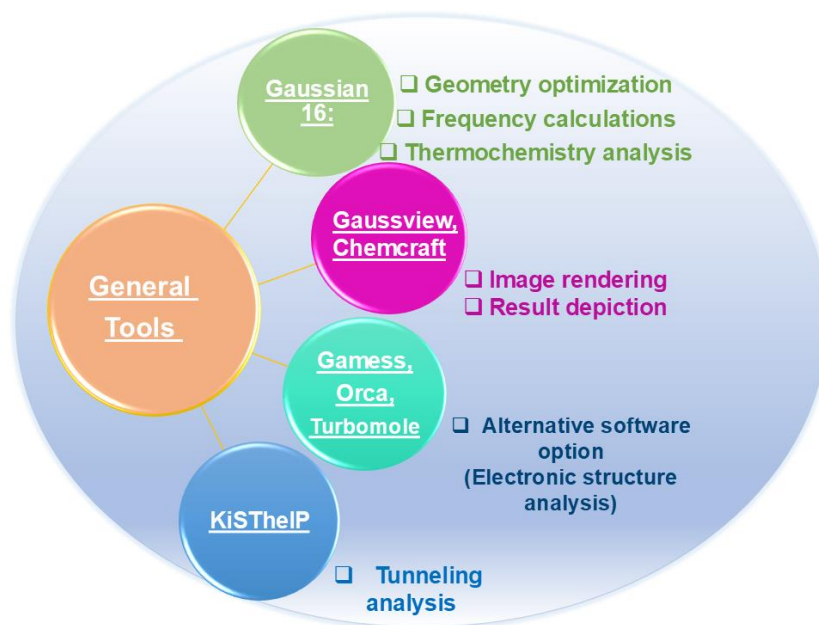 Gaussian
16:
❑ Geometry optimization
❑ Frequency calculations
❑ Thermochemistry analysis
Gaussview,
Chemcraft
❑ Image rendering
❑ Result depiction
General
Tools
Gamess,
Orca,
Turbomole
❑ Alternative software
option
(Electronic structure
analysis)
KiSThelP
❑ Tunneling
analysis